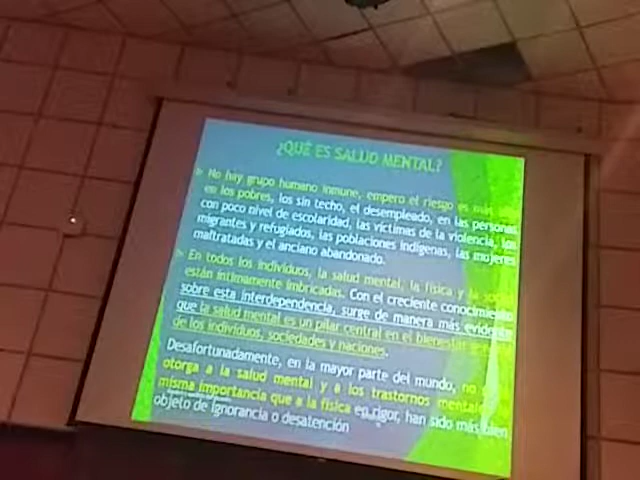 ¿QUÉ ES SALUD MENTAL?
No hay grupo humano inmune, empero el riesgo es más
en los pobres, los sin techo, el desempleado, en las personas
con poco nivel de escolaridad, las víctimas de la violencia, los
migrantes y refugiados, las poblaciones indígenas, las mujeres
maltratadas y el anciano abandonado.
En todos los individuos, la salud mental, la física y la social
están íntimamente imbricadas. Con el creciente conocimiento
sobre esta interdependencia, surge de manera más evidente
que la salud mental es un pilar central en el bienestar
de los individuos, sociedades y naciones.
Desafortunadamente, en la mayor parte del mundo, no
otorga a la salud mental y a los trastornos mentales
misma importancia que a la física en rigor, han sido más bien
objeto de ignorancia o desatención